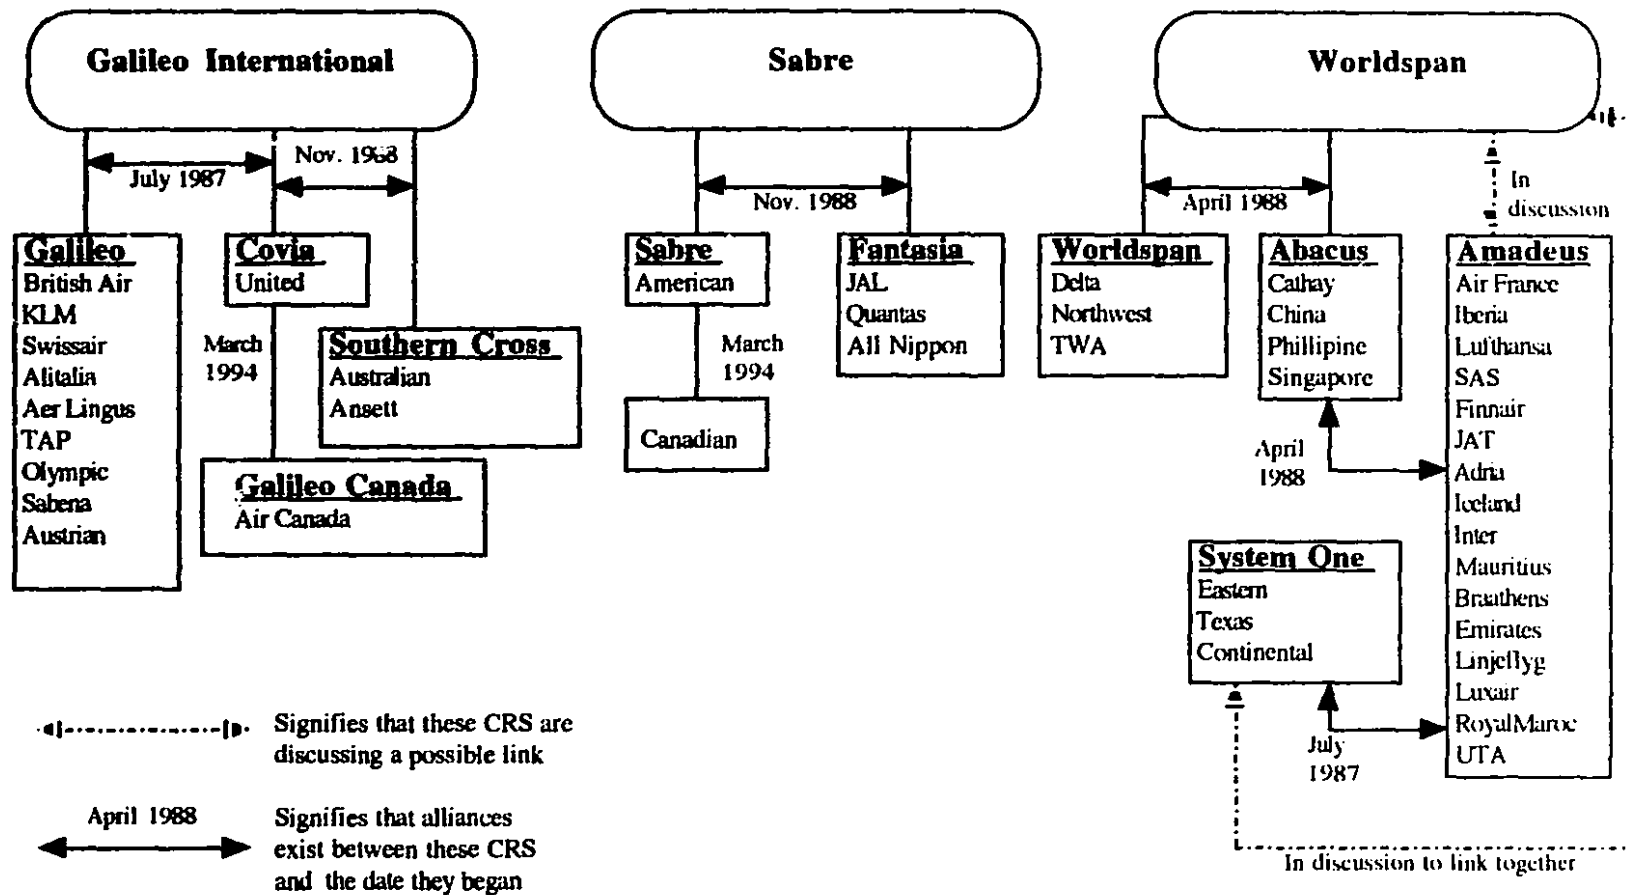 Galileo International
Sabre
Worldspan
July 1987
Nov. 1988
Nov. 1988
April 1988
In
discussion
Galileo
British Air
KLM
Swissair
Alitalia
Aer Lingus
TAP
Olympic
Sabena
Austrian
Covia
United
March
1994
Southern Cross
Australian
Ansett
Galileo Canada
Air Canada
Sabre
American
March
1994
Canadian
Fantasia
JAL
Quantas
All Nippon
Worldspan
Delta
Northwest
TWA
Abacus
Cathay
China
Phillipine
Singapore
April
1988
System One
Eastern
Texas
Continental
July
1987
Amadeus
Air France
Iberia
Lufthansa
SAS
Finnair
JAT
Adria
Iceland
Inter
Mauritius
Braathens
Emirates
Linjeflyg
Luxair
RoyalMaroc
UTA
In discussion to link together
Signifies that these CRS are
discussing a possible link
April 1988
Signifies that alliances
exist between these CRS
and the date they began